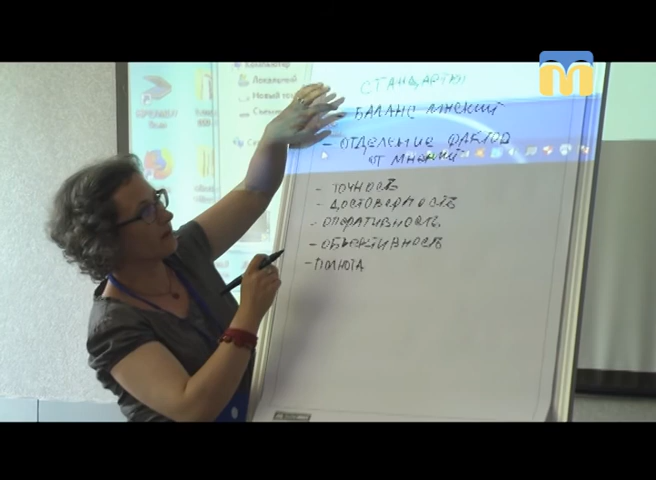 СТАНДАРТЫ
БАЛАНС МНЕНИЙ
- ОТДЕЛЕНИЕ ФАКТОВ
ОТ МНЕНИЙ
- ТОЧНОСТЬ
- ДОСТОВЕРНОСТЬ
- ОПЕРАТИВНОСТЬ
- ОБЪЕКТИВНОСТЬ
- ПОЛНОТА
m